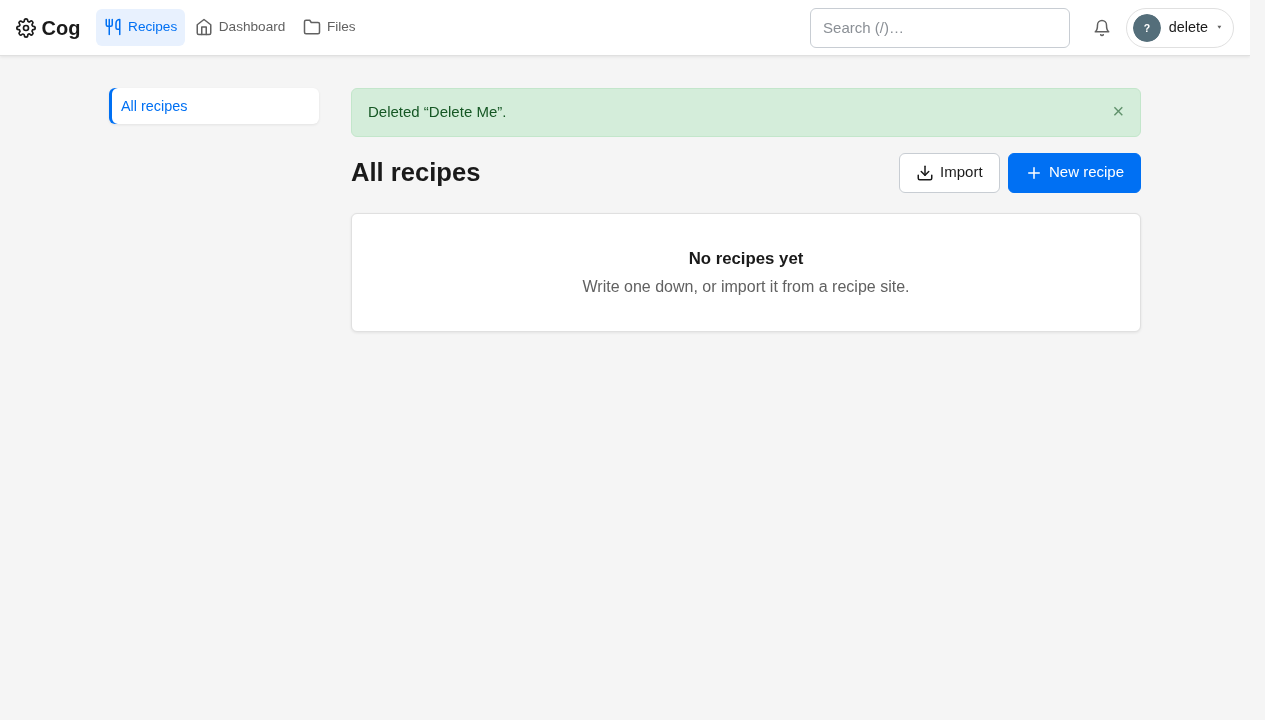 Cog
Recipes
Dashboard
Files
Search (/)…
?
delete
All recipes
Deleted “Delete Me”.
All recipes
Import
New recipe
No recipes yet
Write one down, or import it from a recipe site.